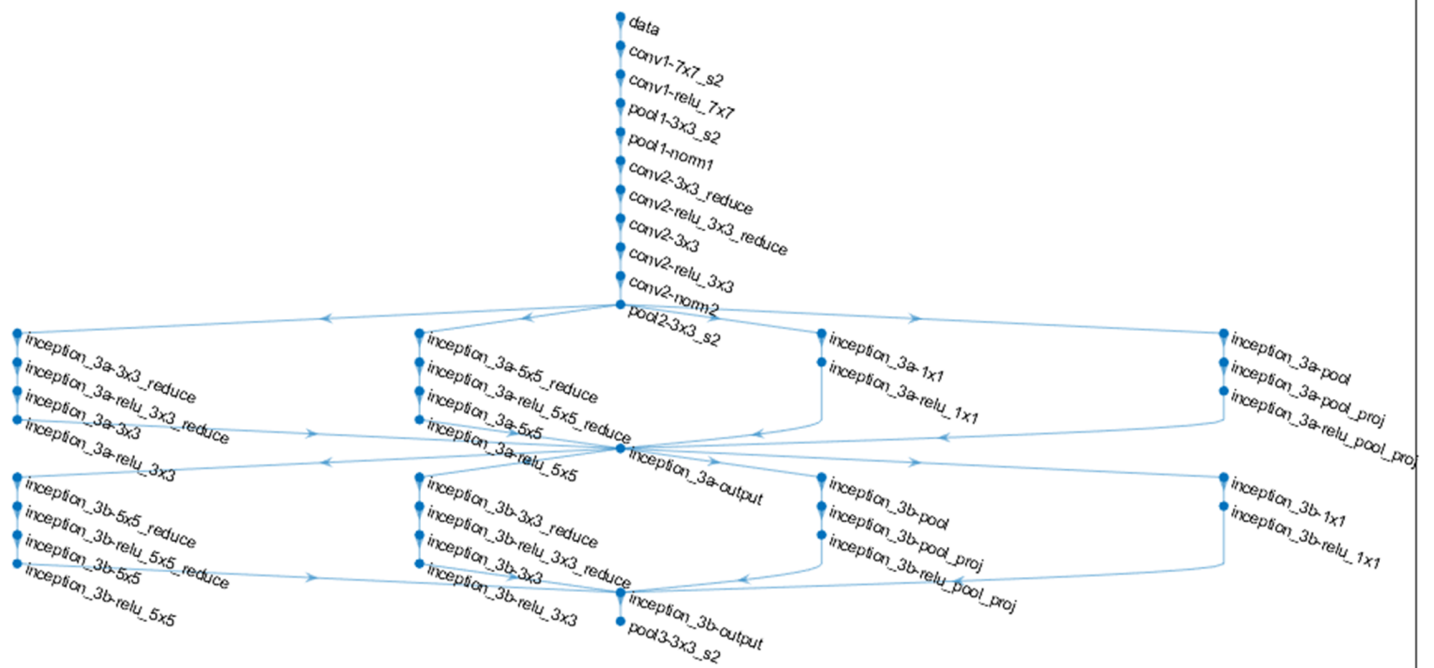 data
conv1-7x7_s2
conv1-relu_7x7
pool1-3x3_s2
pool1-norm1
conv2-3x3_reduce
conv2-relu_3x3_reduce
conv2-3x3
conv2-relu_3x3
conv2-norm2
pool2-3x3_s2
inception_3a-3x3_reduce
inception_3a-relu_3x3_reduce
inception_3a-3x3
inception_3a-relu_3x3
inception_3a-5x5_reduce
inception_3a-relu_5x5_reduce
inception_3a-5x5
inception_3a-relu_5x5
inception_3a-1x1
inception_3a-relu_1x1
inception_3a-pool
inception_3a-pool_proj
inception_3a-relu_pool_proj
inception_3a-output
inception_3b-5x5_reduce
inception_3b-relu_5x5_reduce
inception_3b-5x5
inception_3b-relu_5x5
inception_3b-3x3_reduce
inception_3b-relu_3x3_reduce
inception_3b-3x3
inception_3b-relu_3x3
inception_3b-pool
inception_3b-pool_proj
inception_3b-relu_pool_proj
inception_3b-1x1
inception_3b-relu_1x1
inception_3b-output
pool3-3x3_s2